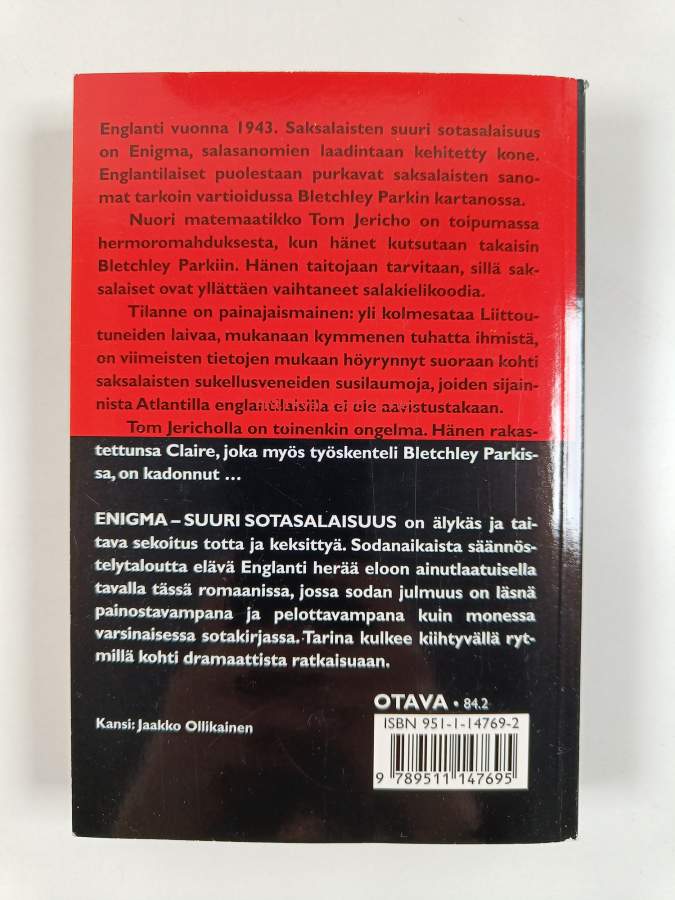 Englanti vuonna 1943. Saksalaisten suuri sotasalaisuus
on Enigma, salasanomien laadintaan kehitetty kone.
Englantilaiset puolestaan purkavat saksalaisten sano-
mat tarkoin vartioidussa Bletchley Parkin kartanossa.
Nuori matemaatikko Tom Jericho on toipumassa
hermoromahduksesta, kun hänet kutsutaan takaisin
Bletchley Parkiin. Hänen taitojaan tarvitaan, sillä sak-
salaiset ovat yllättäen vaihtaneet salakielikoodia.
Tilanne on painajaismainen: yli kolmesataa Liittou-
tuneiden laivaa, mukanaan kymmenen tuhatta ihmistä,
on viimeisten tietojen mukaan höyrynnyt suoraan kohti
saksalaisten sukellusveneiden susilaumoja, joiden sijain-
nista Atlantilla englantilaisilla ei ole aavistustakaan.
Tom Jericholla on toinenkin ongelma. Hänen rakas-
tettunsa Claire, joka myös työskenteli Bletchley Parkis-
sa, on kadonnut ...
ENIGMA – SUURI SOTASALAISUUS on älykäs ja tai-
tava sekoitus totta ja keksittyä. Sodanaikaista säännös-
telytaloutta elävä Englanti herää eloon ainutlaatuisella
tavalla tässä romaanissa, jossa sodan julmuus on läsnä
painostavampana ja pelottavampana kuin monessa
varsinaisessa sotakirjassa. Tarina kulkee kiihtyvällä ryt-
millä kohti dramaattista ratkaisuaan.
OTAVA • 84.2
Kansi: Jaakko Ollikainen
ISBN 951-1-14769-2
9 789511 147695